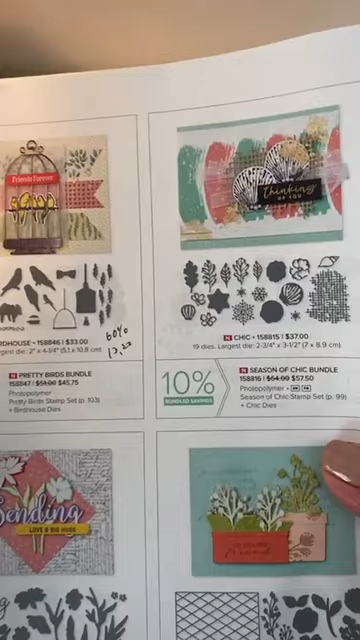 Friends Forever
thinking
OF YOU
RDHOUSE • 158846 | $33.00
gest die: 2" x 4-1/4" (5.1 x 10.8 cm)
60%
13.20
N CHIC • 158815 | $37.00
19 dies. Largest die: 2-3/4" x 3-1/2" (7 x 8.9 cm)
N PRETTY BIRDS BUNDLE
158847 | $51.00 $45.75
Photopolymer
Pretty Birds Stamp Set (p. 103)
+ Birdhouse Dies
10%
BUNDLED SAVINGS
N SEASON OF CHIC BUNDLE
158816 | $64.00 $57.50
Photopolymer •
Season of Chic Stamp Set (p. 99)
+ Chic Dies
Sending
LOVE & BIG HUGS